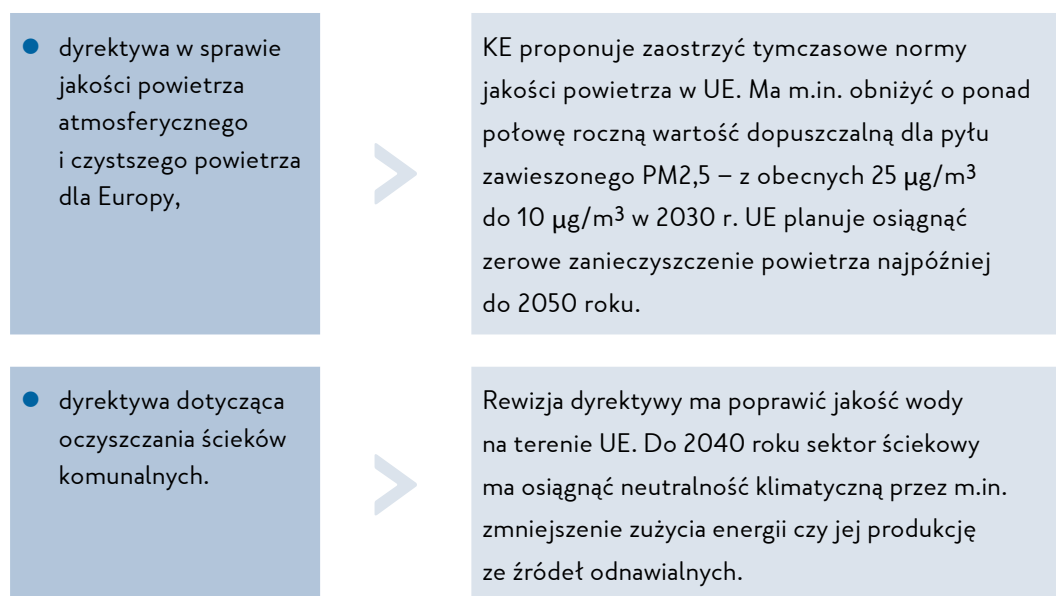 ● dyrektywa w sprawie
jakości powietrza
atmosferycznego
i czystszego powietrza
dla Europy,
KE proponuje zaostrzyć tymczasowe normy
jakości powietrza w UE. Ma m.in. obniżyć o ponad
połowę roczną wartość dopuszczalną dla pyłu
zawieszonego PM2,5 – z obecnych 25 µg/m³
do 10 µg/m³ w 2030 r. UE planuje osiągnąć
zerowe zanieczyszczenie powietrza najpóźniej
do 2050 roku.
● dyrektywa dotycząca
oczyszczania ścieków
komunalnych.
Rewizja dyrektywy ma poprawić jakość wody
na terenie UE. Do 2040 roku sektor ściekowy
ma osiągnąć neutralność klimatyczną przez m.in.
zmniejszenie zużycia energii czy jej produkcję
ze źródeł odnawialnych.